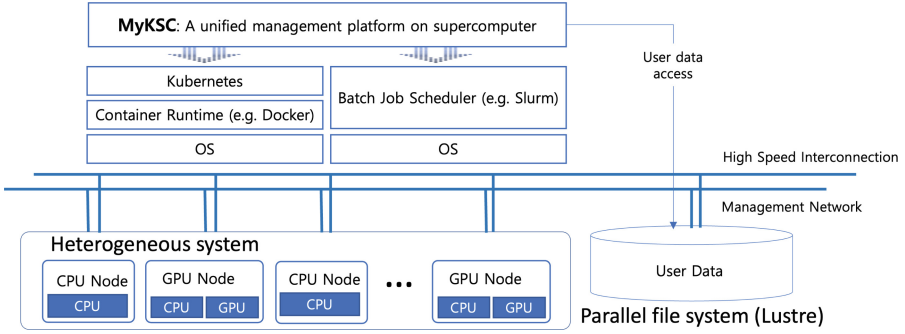 MyKSC: A unified management platform on supercomputer
User data
access
Kubernetes
Container Runtime (e.g. Docker)
OS
Batch Job Scheduler (e.g. Slurm)
OS
High Speed Interconnection
Management Network
Heterogeneous system
CPU Node
CPU
GPU Node
CPU
GPU
CPU Node
CPU
...
GPU Node
CPU
GPU
User Data
Parallel file system (Lustre)